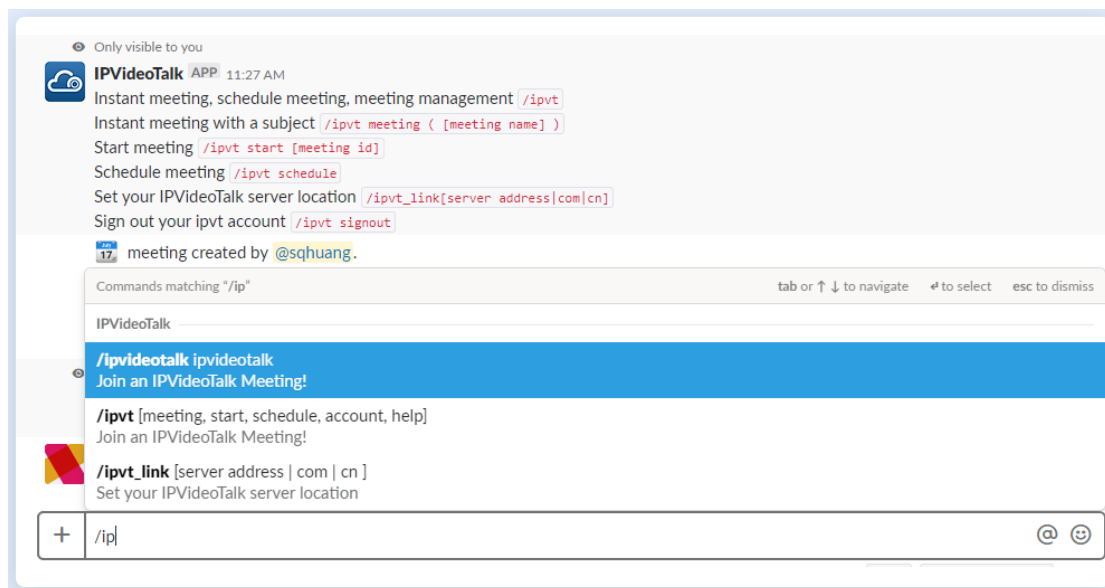 Only visible to you
IPVideoTalk APP 11:27 AM
Instant meeting, schedule meeting, meeting management /ipvt
Instant meeting with a subject /ipvt meeting ( [meeting name] )
Start meeting /ipvt start [meeting id]
Schedule meeting /ipvt schedule
Set your IPVideoTalk server location /ipvt_link[server address|com|cn]
Sign out your ipvt account /ipvt signout
17 meeting created by @sqhuang.
Commands matching “/ip” tab or ↑ ↓ to navigate ↵ to select esc to dismiss
IPVideoTalk
/ipvideotalk ipvideotalk
Join an IPVideoTalk Meeting!
/ipvt [meeting, start, schedule, account, help]
Join an IPVideoTalk Meeting!
/ipvt_link [server address | com | cn ]
Set your IPVideoTalk server location
/ip